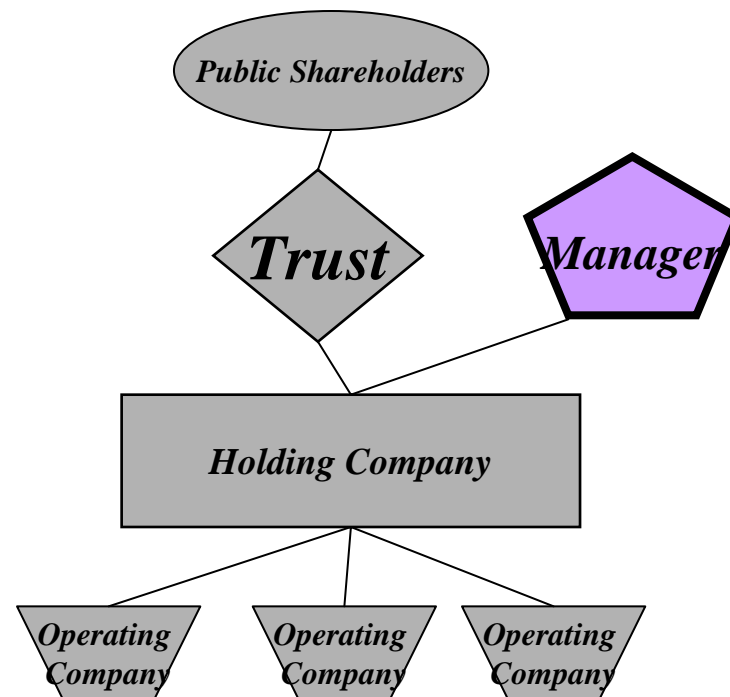 Public Shareholders
Trust
Manager
Holding Company
Operating
Company
Operating
Company
Operating
Company